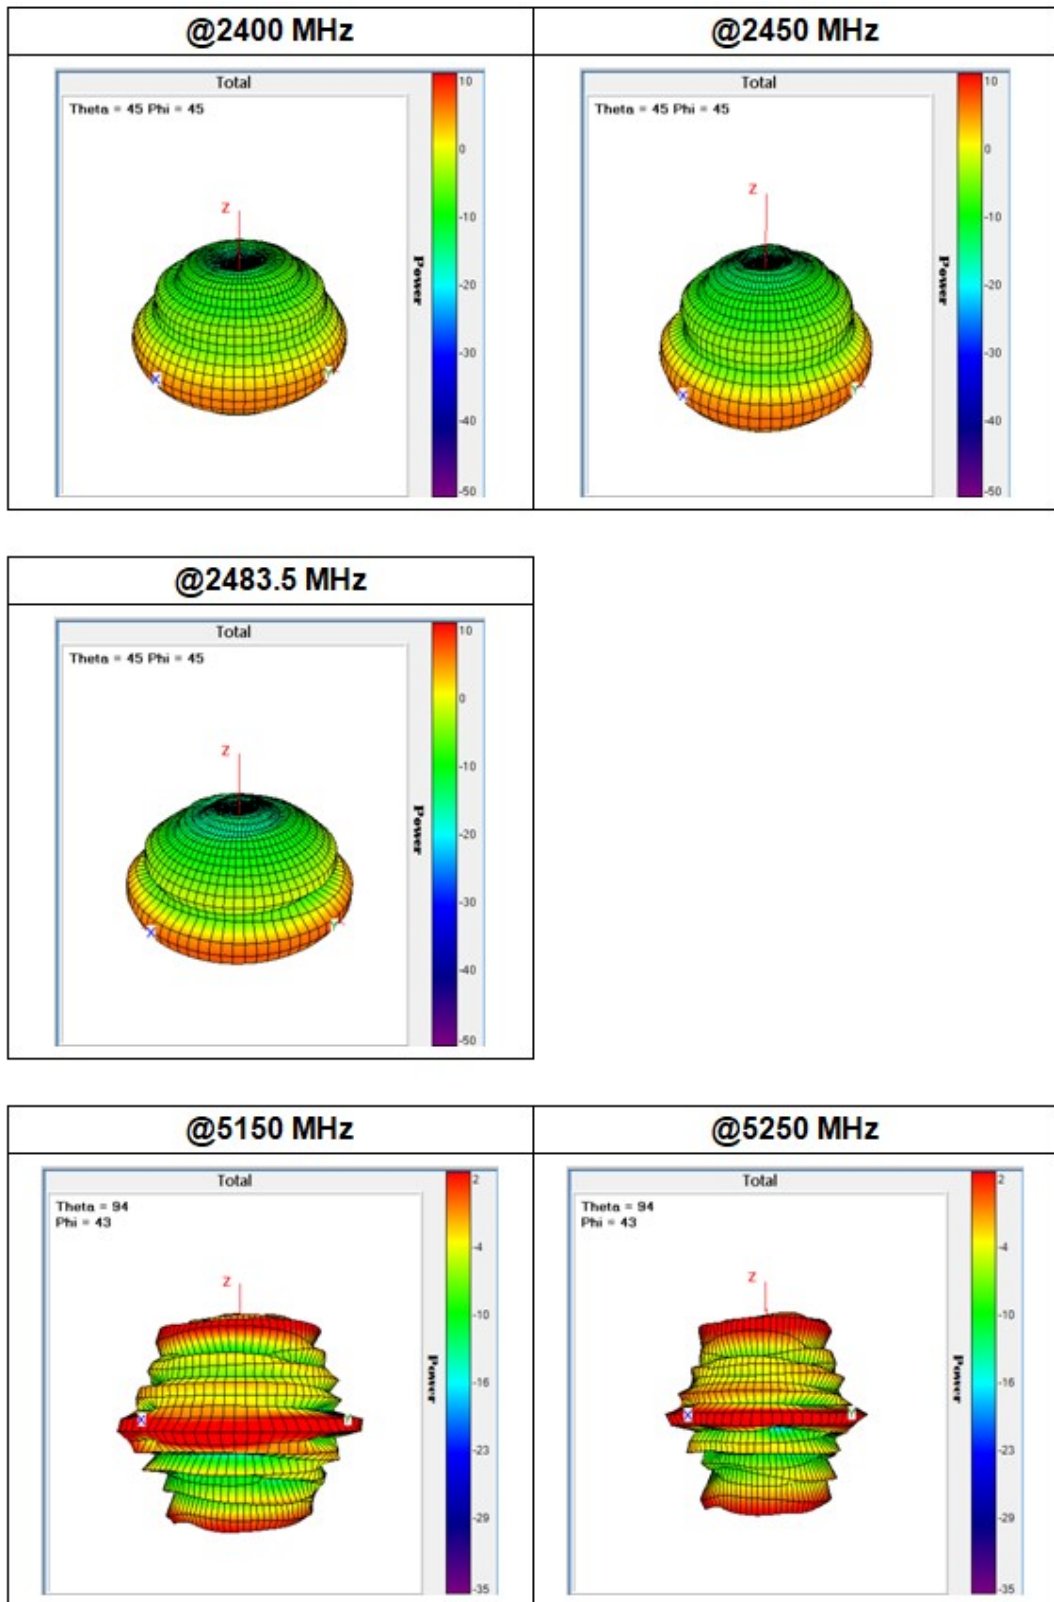 @2400 MHz
@2450 MHz
Total
Theta = 45 Phi = 45
Z
X
Y
10
0
-10
-20
-30
-40
-50
Power
Total
Theta = 45 Phi = 45
Z
X
Y
10
0
-10
-20
-30
-40
-50
Power
@2483.5 MHz
Total
Theta = 45 Phi = 45
Z
X
Y
10
0
-10
-20
-30
-40
-50
Power
@5150 MHz
@5250 MHz
Total
Theta = 94
Phi = 43
Z
X
Y
2
-4
-10
-16
-23
-29
-35
Power
Total
Theta = 94
Phi = 43
Z
X
Y
2
-4
-10
-16
-23
-29
-35
Power